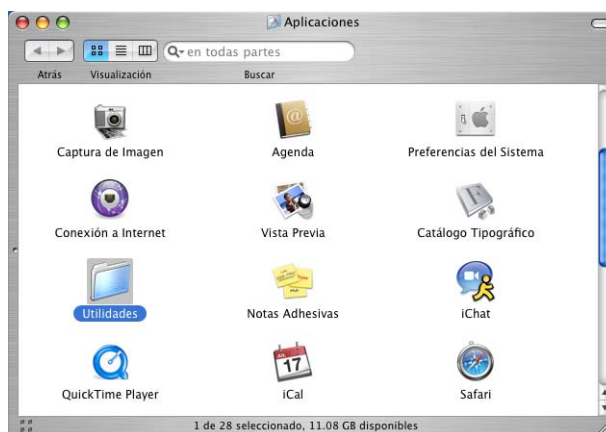 Aplicaciones
en todas partes
Atrás Visualización Buscar
Captura de Imagen Agenda Preferencias del Sistema
Conexión a Internet Vista Previa Catálogo Tipográfico
Utilidades Notas Adhesivas iChat
JUL
17
QuickTime Player iCal Safari
1 de 28 seleccionado, 11.08 GB disponibles